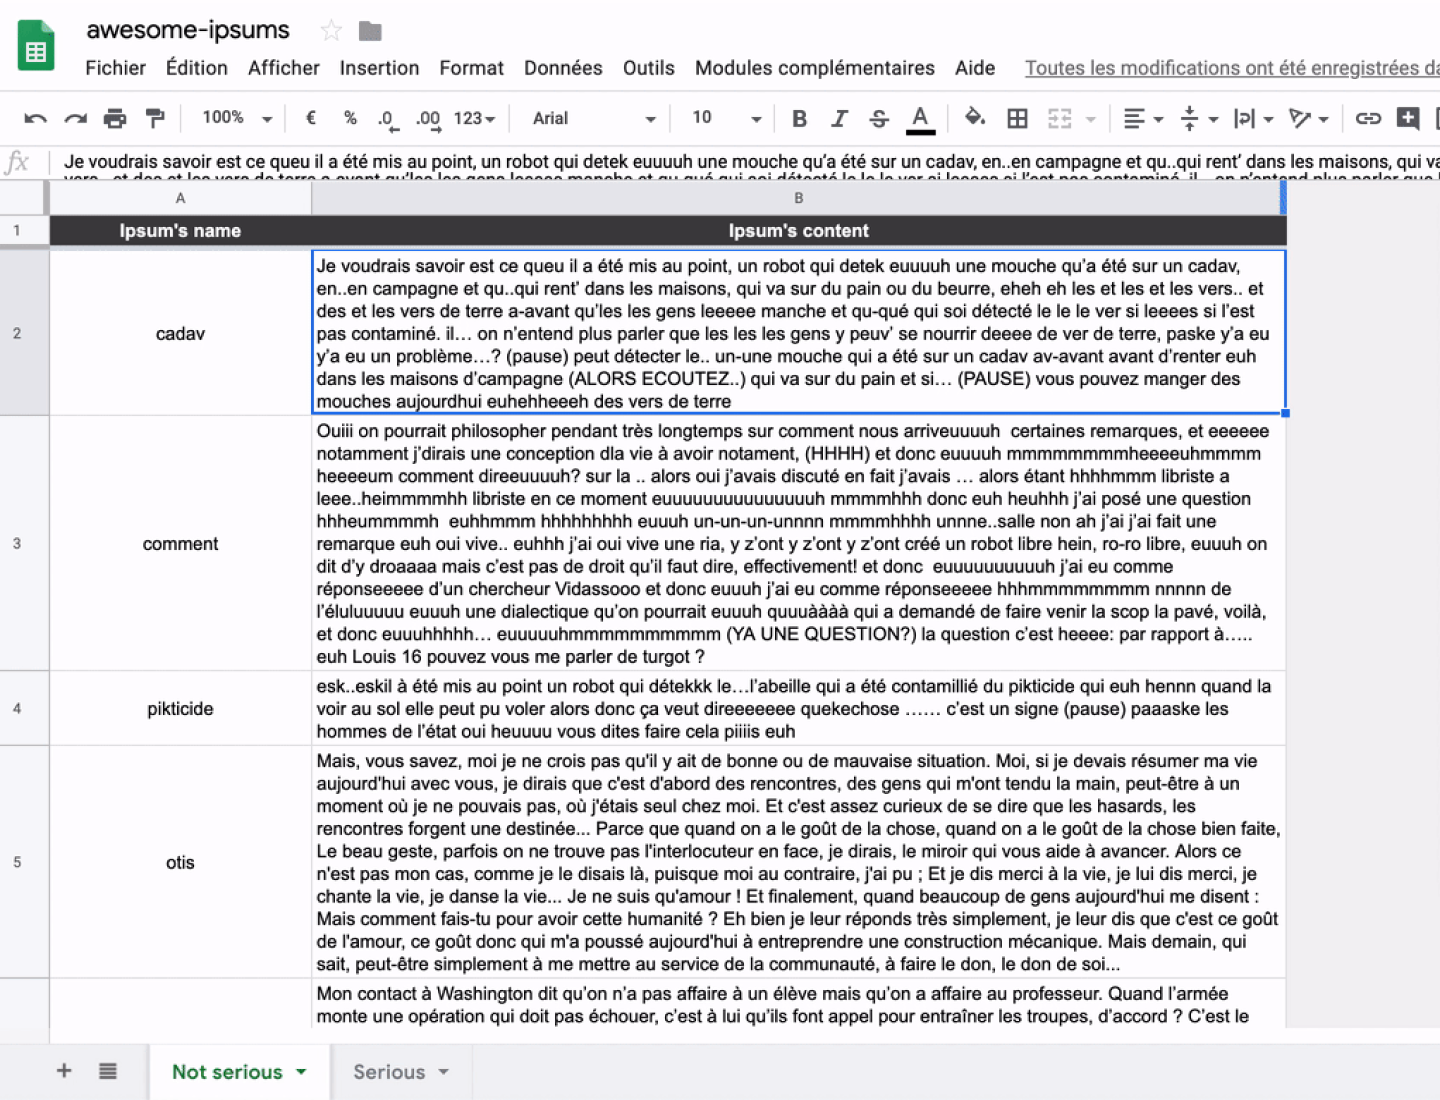 awesome-ipsums
Fichier Édition Afficher Insertion Format Données Outils Modules complémentaires Aide Toutes les modifications ont été enregistrées da
100% € % .0 .00 123 Arial 10 B I S A
fx Je voudrais savoir est ce queu il a été mis au point, un robot qui detek euuuuh une mouche qu’a été sur un cadav, en..en campagne et qu..qui rent’ dans les maisons, qui va
A B
1 Ipsum's name Ipsum's content
Je voudrais savoir est ce queu il a été mis au point, un robot qui detek euuuuh une mouche qu’a été sur un cadav,
en..en campagne et qu..qui rent’ dans les maisons, qui va sur du pain ou du beurre, eheh eh les et les et les vers.. et
des et les vers de terre a-avant qu’les les gens leeeee manche et qu-qué qui soi détecté le le le ver si leeees si l’est
2 cadav pas contaminé. il… on n’entend plus parler que les les les gens y peuv’ se nourrir deeee de ver de terre, paske y’a eu
y’a eu un problème…? (pause) peut détecter le.. un-une mouche qui a été sur un cadav av-avant avant d’renter euh
dans les maisons d’campagne (ALORS ECOUTEZ..) qui va sur du pain et si… (PAUSE) vous pouvez manger des
mouches aujourdhui euhehheeeh des vers de terre
Ouiii on pourrait philosopher pendant très longtemps sur comment nous arriveuuuuh certaines remarques, et eeeeee
notamment j’dirais une conception dla vie à avoir notament, (HHHH) et donc euuuuh mmmmmmmmheeeeuhmmmm
heeeeum comment direeuuuuh? sur la .. alors oui j’avais discuté en fait j’avais … alors étant hhhhmmm libriste a
leee..heimmmmhh libriste en ce moment euuuuuuuuuuuuuuuh mmmmhhh donc euh heuhhh j’ai posé une question
hhheummmmh euhhmmm hhhhhhhhh euuuh un-un-un-unnnn mmmmhhhh unnne..salle non ah j’ai j’ai fait une
3 comment remarque euh oui vive.. euhhh j’ai oui vive une ria, y z’ont y z’ont y z’ont créé un robot libre hein, ro-ro libre, euuuh on
dit d’y droaaaa mais c’est pas de droit qu’il faut dire, effectivement! et donc euuuuuuuuuuh j’ai eu comme
réponseeeee d’un chercheur Vidassooo et donc euuuh j’ai eu comme réponseeeee hhhmmmmmmmmm nnnnn de
l’éluluuuuu euuuh une dialectique qu’on pourrait euuuh quuuàààà qui a demandé de faire venir la scop la pavé, voilà,
et donc euuuhhhhh… euuuuuhmmmmmmmmmm (YA UNE QUESTION?) la question c’est heeee: par rapport à…..
euh Louis 16 pouvez vous me parler de turgot ?
esk..eskil à été mis au point un robot qui détekkk le…l’abeille qui a été contamillié du pikticide qui euh hennn quand la
4 pikticide voir au sol elle peut pu voler alors donc ça veut direeeeeee quekechose …… c’est un signe (pause) paaaske les
hommes de l’état oui heuuuu vous dites faire cela piiiis euh
Mais, vous savez, moi je ne crois pas qu'il y ait de bonne ou de mauvaise situation. Moi, si je devais résumer ma vie
aujourd'hui avec vous, je dirais que c'est d'abord des rencontres, des gens qui m'ont tendu la main, peut-être à un
moment où je ne pouvais pas, où j'étais seul chez moi. Et c'est assez curieux de se dire que les hasards, les
rencontres forgent une destinée... Parce que quand on a le goût de la chose, quand on a le goût de la chose bien faite,
Le beau geste, parfois on ne trouve pas l'interlocuteur en face, je dirais, le miroir qui vous aide à avancer. Alors ce
5 otis n'est pas mon cas, comme je le disais là, puisque moi au contraire, j'ai pu ; Et je dis merci à la vie, je lui dis merci, je
chante la vie, je danse la vie... Je ne suis qu'amour ! Et finalement, quand beaucoup de gens aujourd'hui me disent :
Mais comment fais-tu pour avoir cette humanité ? Eh bien je leur réponds très simplement, je leur dis que c'est ce goût
de l'amour, ce goût donc qui m'a poussé aujourd'hui à entreprendre une construction mécanique. Mais demain, qui
sait, peut-être simplement à me mettre au service de la communauté, à faire le don, le don de soi...
Mon contact à Washington dit qu’on n’a pas affaire à un élève mais qu’on a affaire au professeur. Quand l’armée
monte une opération qui doit pas échouer, c’est à lui qu’ils font appel pour entraîner les troupes, d’accord ? C’est le
+ Not serious Serious